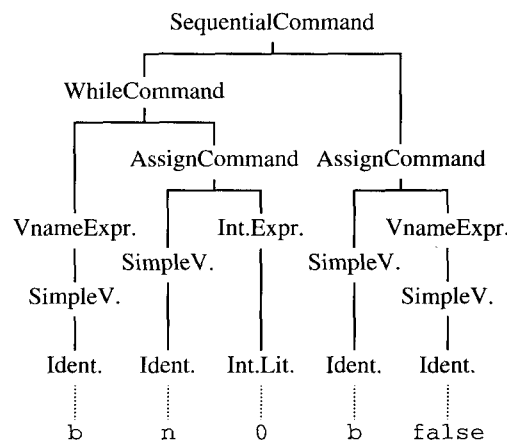 SequentialCommand
WhileCommand
AssignCommand AssignCommand
VnameExpr. Int.Expr. VnameExpr.
SimpleV. SimpleV.
SimpleV. SimpleV.
Ident. Ident. Int.Lit. Ident. Ident.
b n 0 b false